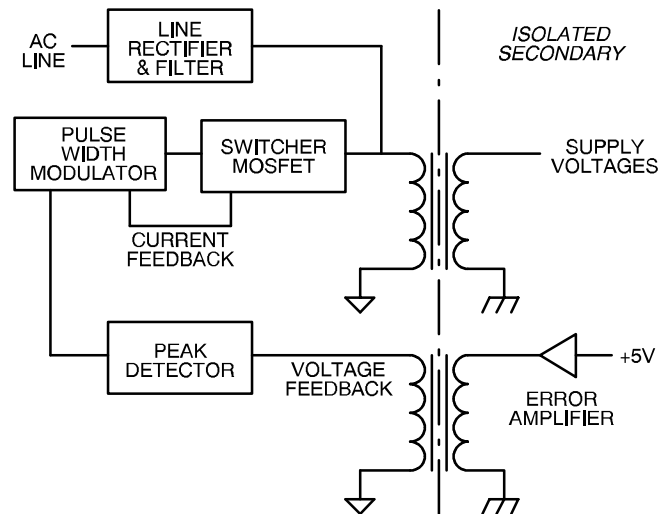 AC
LINE
LINE
RECTIFIER
& FILTER
ISOLATED
SECONDARY
PULSE
WIDTH
MODULATOR
SWITCHER
MOSFET
SUPPLY
VOLTAGES
CURRENT
FEEDBACK
PEAK
DETECTOR
VOLTAGE
FEEDBACK
+5V
ERROR
AMPLIFIER